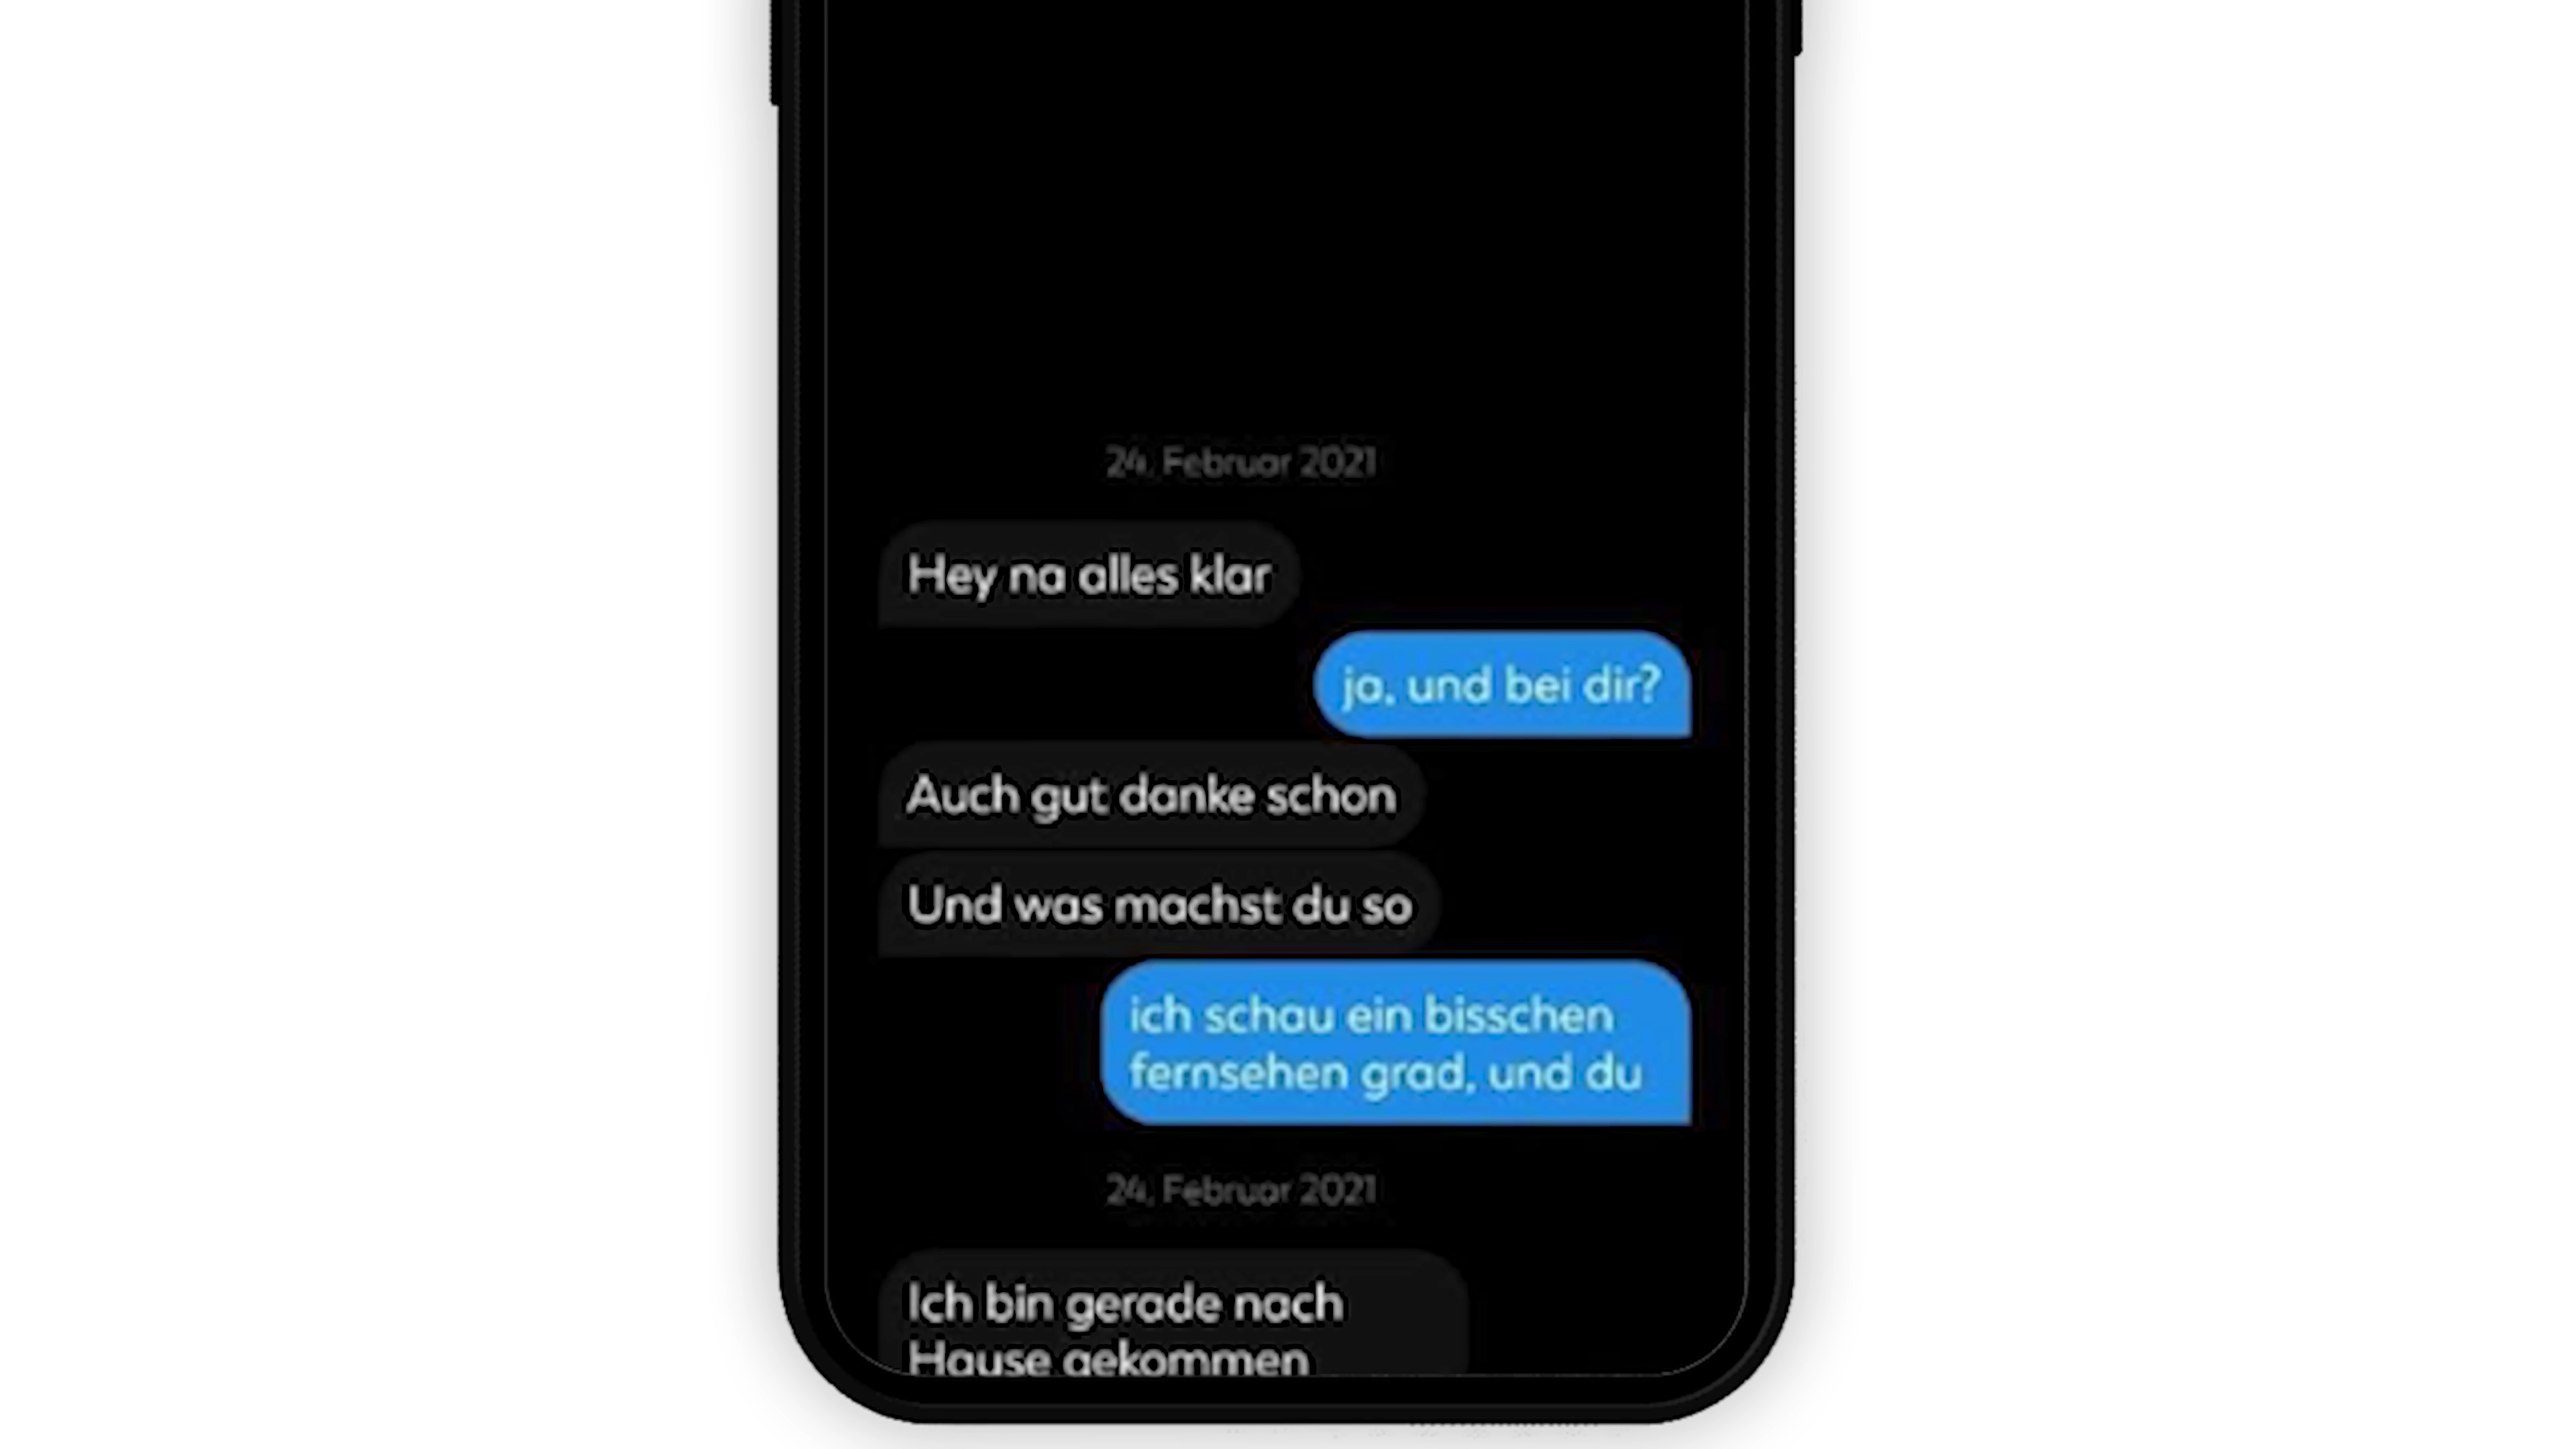 24. Februar 2021
Hey na alles klar
ja, und bei dir?
Auch gut danke schon
Und was machst du so
ich schau ein bisschen
fernsehen grad, und du
24. Februar 2021
Ich bin gerade nach
Hause gekommen